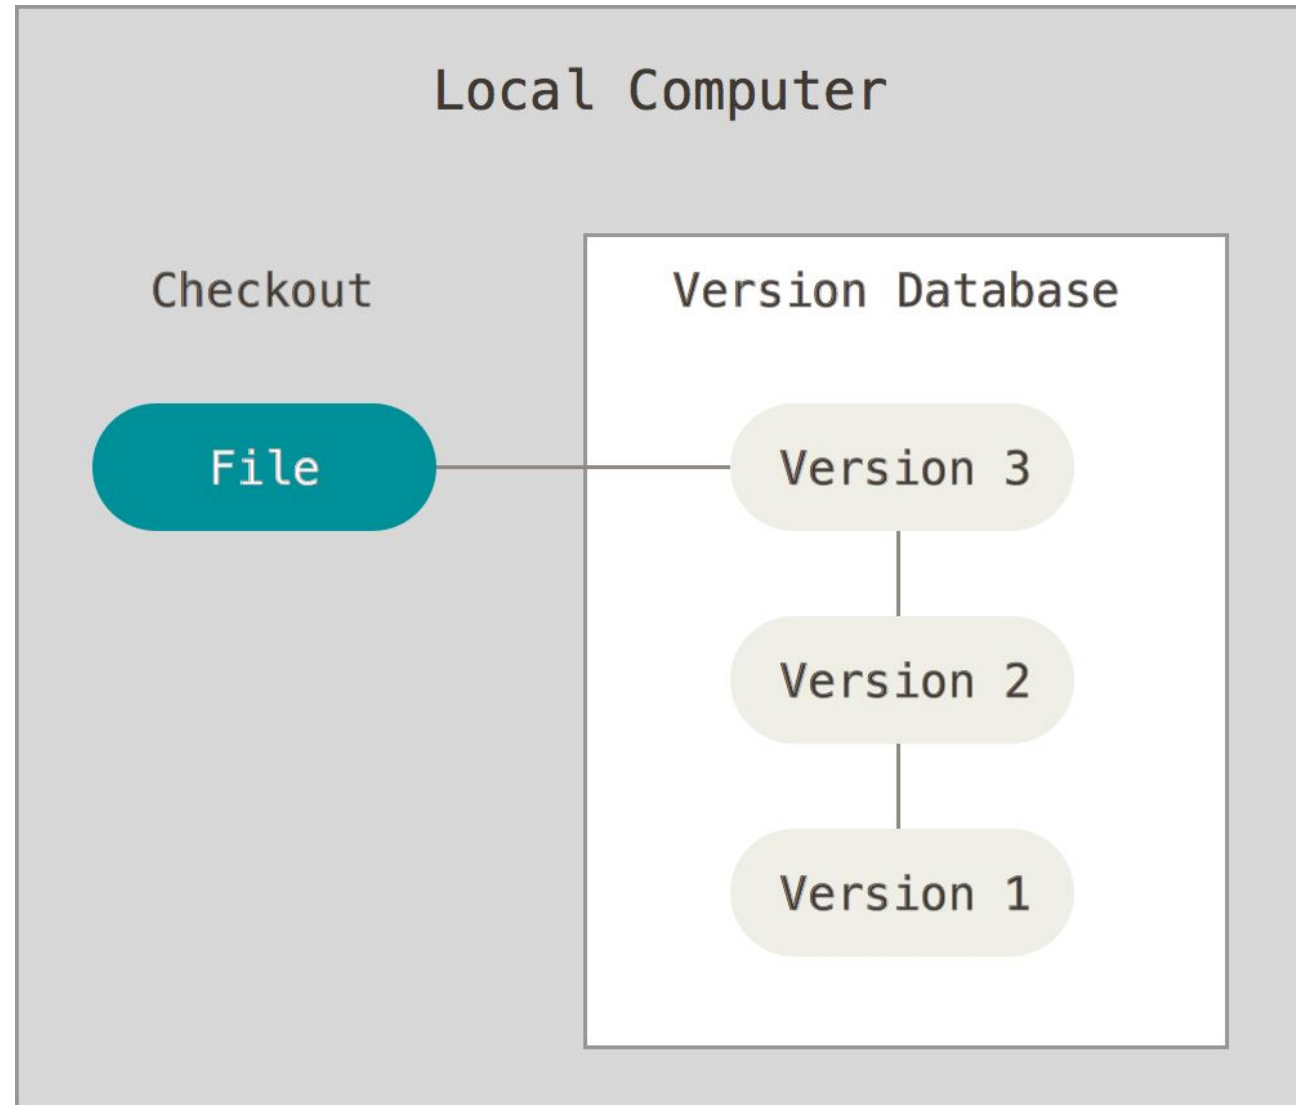 Local Computer
Checkout
Version Database
File
Version 3
Version 2
Version 1